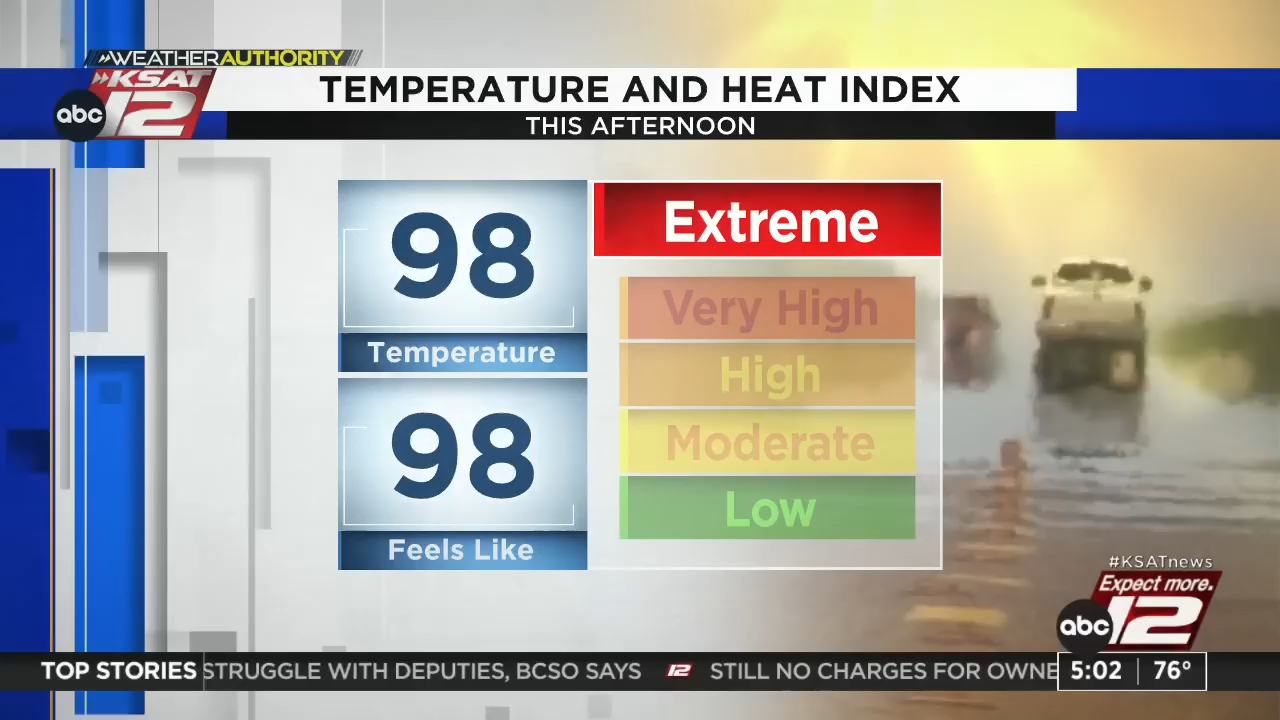 WEATHERAUTHORITY
KSAT
abc 12
TEMPERATURE AND HEAT INDEX
THIS AFTERNOON
98
Temperature
98
Feels Like
Extreme
Very High
High
Moderate
Low
#KSATnews
Expect more.
abc 12
TOP STORIES STRUGGLE WITH DEPUTIES, BCSO SAYS 12 STILL NO CHARGES FOR OWNE 5:02 76°